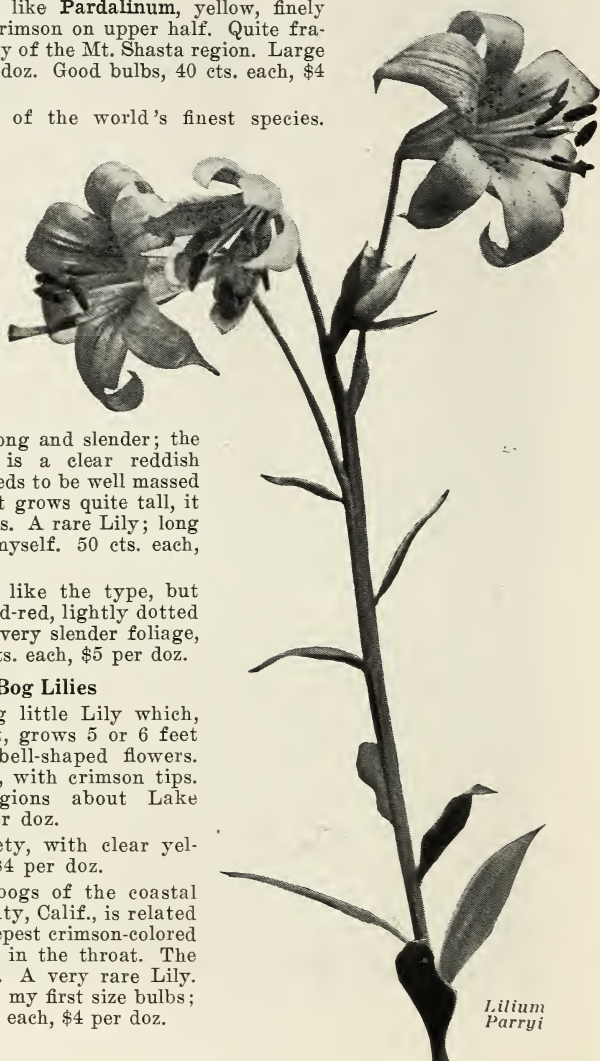 like Pardalinum, yellow, finely
rimson on upper half. Quite fra-
y of the Mt. Shasta region. Large
doz. Good bulbs, 40 cts. each, $4
of the world's finest species.
ong and slender; the
is a clear reddish
eds to be well massed
t grows quite tall, it
s. A rare Lily; long
myself. 50 cts. each,
like the type, but
d-red, lightly dotted
very slender foliage,
ts. each, $5 per doz.
Bog Lilies
g little Lily which,
t, grows 5 or 6 feet
bell-shaped flowers.
, with crimson tips.
gions about Lake
r doz.
ety, with clear yel-
$4 per doz.
bogs of the coastal
ty, Calif., is related
epest crimson-colored
in the throat. The
. A very rare Lily.
my first size bulbs;
each, $4 per doz.
Lilium
Parryi